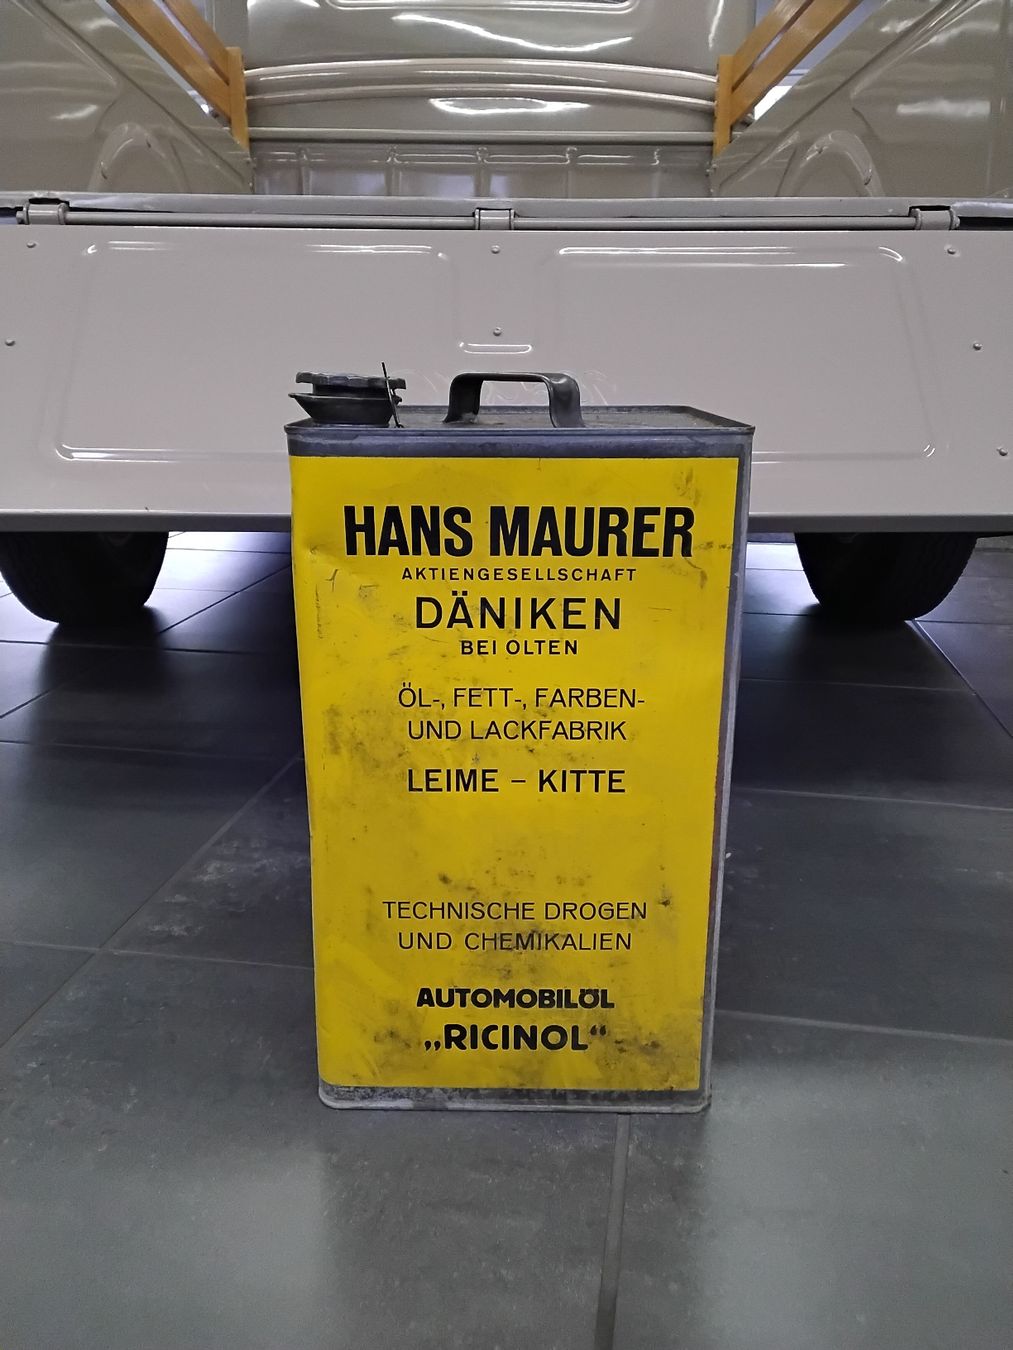 HANS MAURER
AKTIENGESELLSCHAFT
DÄNIKEN
BEI OLTEN
ÖL-, FETT-, FARBEN-
UND LACKFABRIK
LEIME – KITTE
TECHNISCHE DROGEN
UND CHEMIKALIEN
AUTOMOBILÖL
„RICINOL“